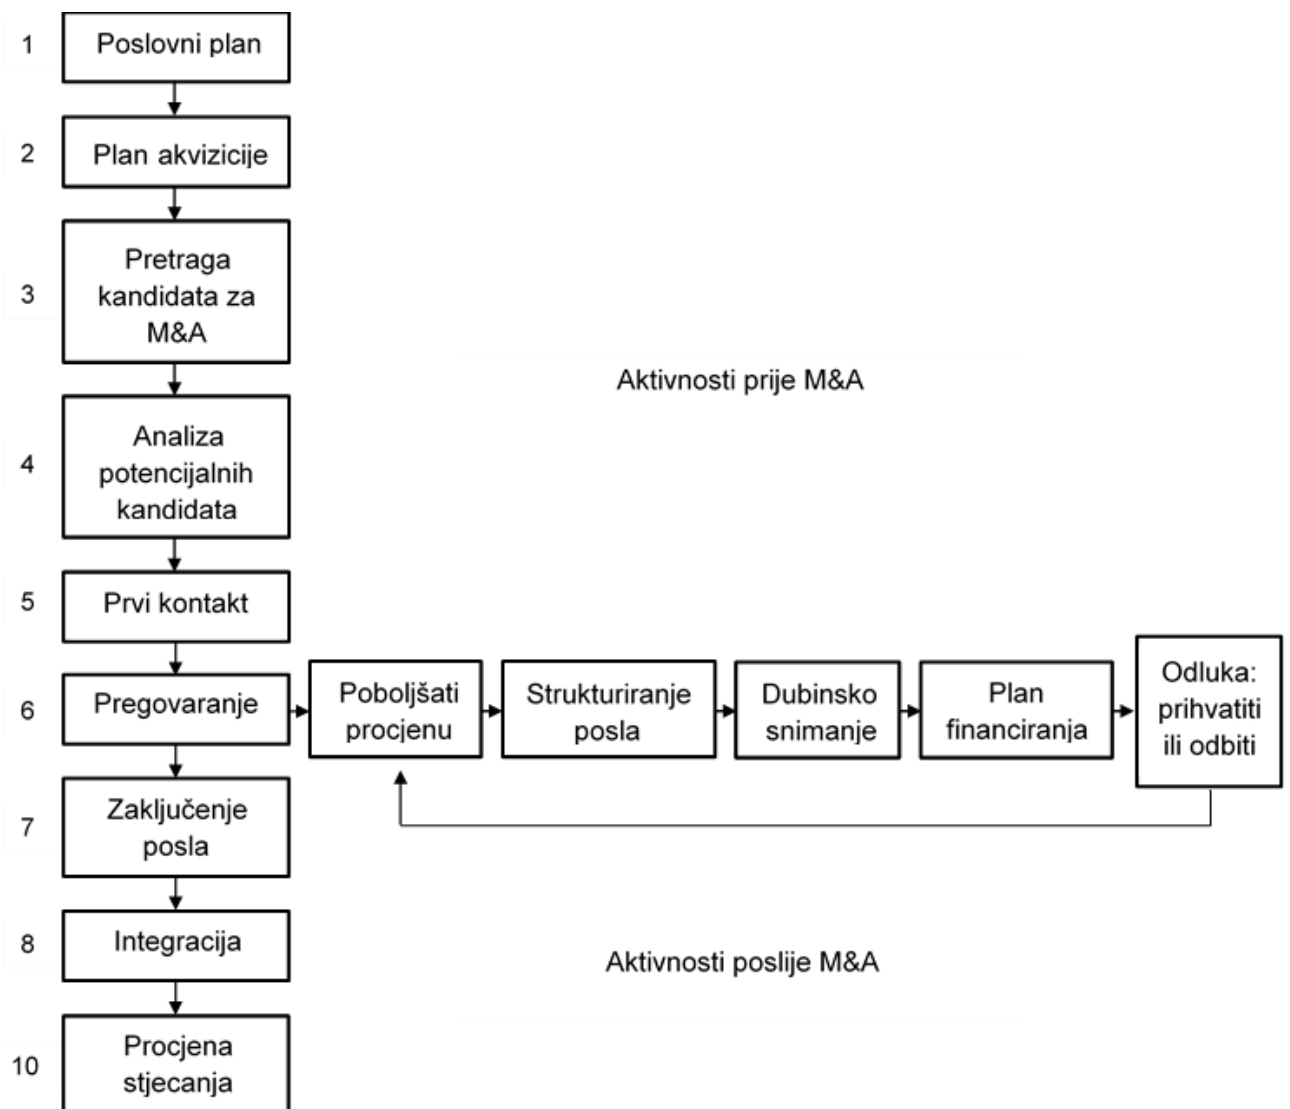 1
Poslovni plan
2
Plan akvizicije
3
Pretraga
kandidata za
M&A
Aktivnosti prije M&A
4
Analiza
potencijalnih
kandidata
5
Prvi kontakt
6
Pregovaranje
Poboljšati
procjenu
Strukturiranje
posla
Dubinsko
snimanje
Plan
financiranja
Odluka:
prihvatiti
ili odbiti
7
Zaključenje
posla
8
Integracija
Aktivnosti poslije M&A
10
Procjena
stjecanja